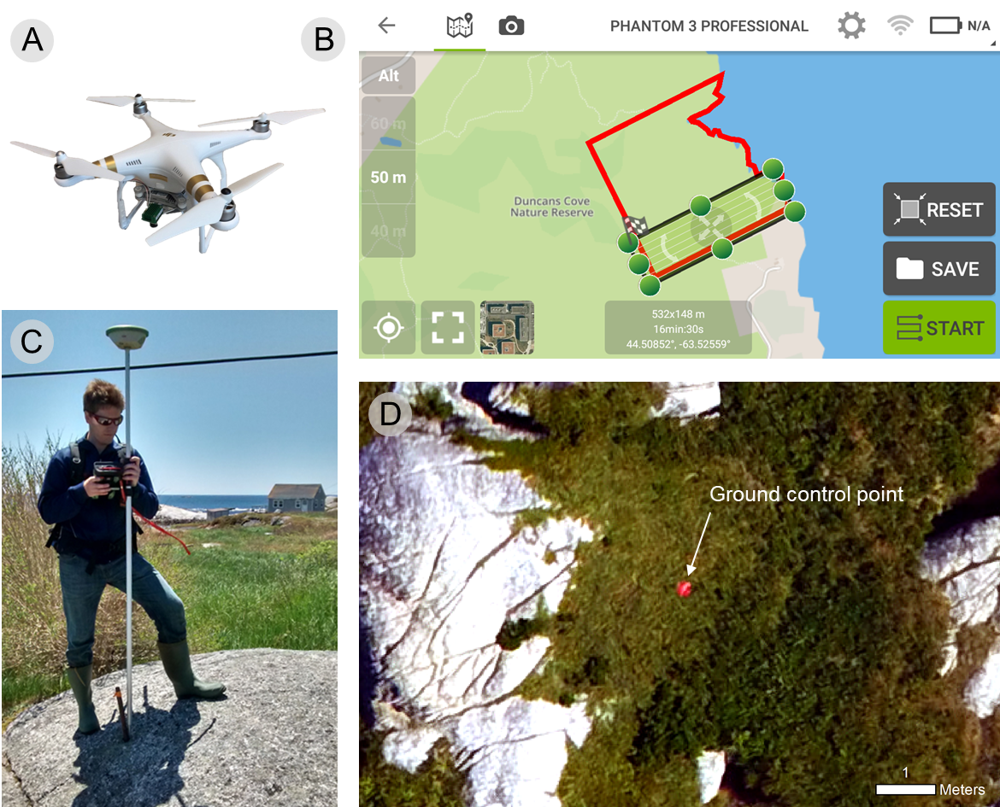 A
B
PHANTOM 3 PROFESSIONAL
N/A
Alt
60 m
50 m
40 m
Duncans Cove
Nature Reserve
RESET
SAVE
START
532x148 m
16min:30s
44.50852°, -63.52559°
C
D
Ground control point
1
Meters